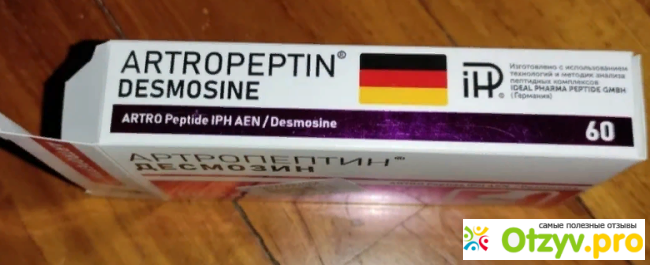 ARTROPEPTIN®
DESMOSINE
ARTRO Peptide IPH AEN / Desmosine
60
iPH
Изготовлено с использованием
технологий и методик анализа
пептидных комплексов
IDEAL PHARMA PEPTIDE GMBH
(Германия)
АРТРОПЕПТИН®
ДЕСМОЗИН
самые полезные отзывы
Otzyv.pro